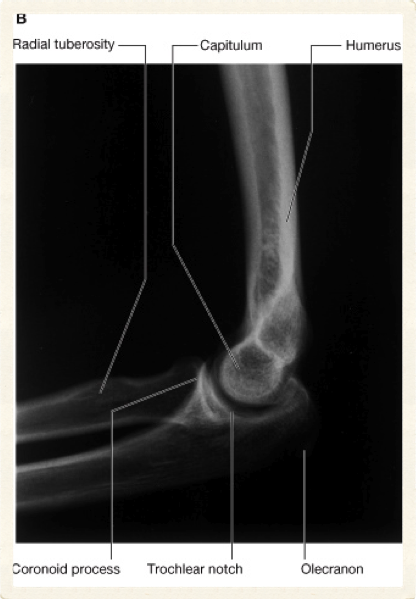 B
Radial tuberosity Capitulum Humerus
Coronoid process Trochlear notch Olecranon